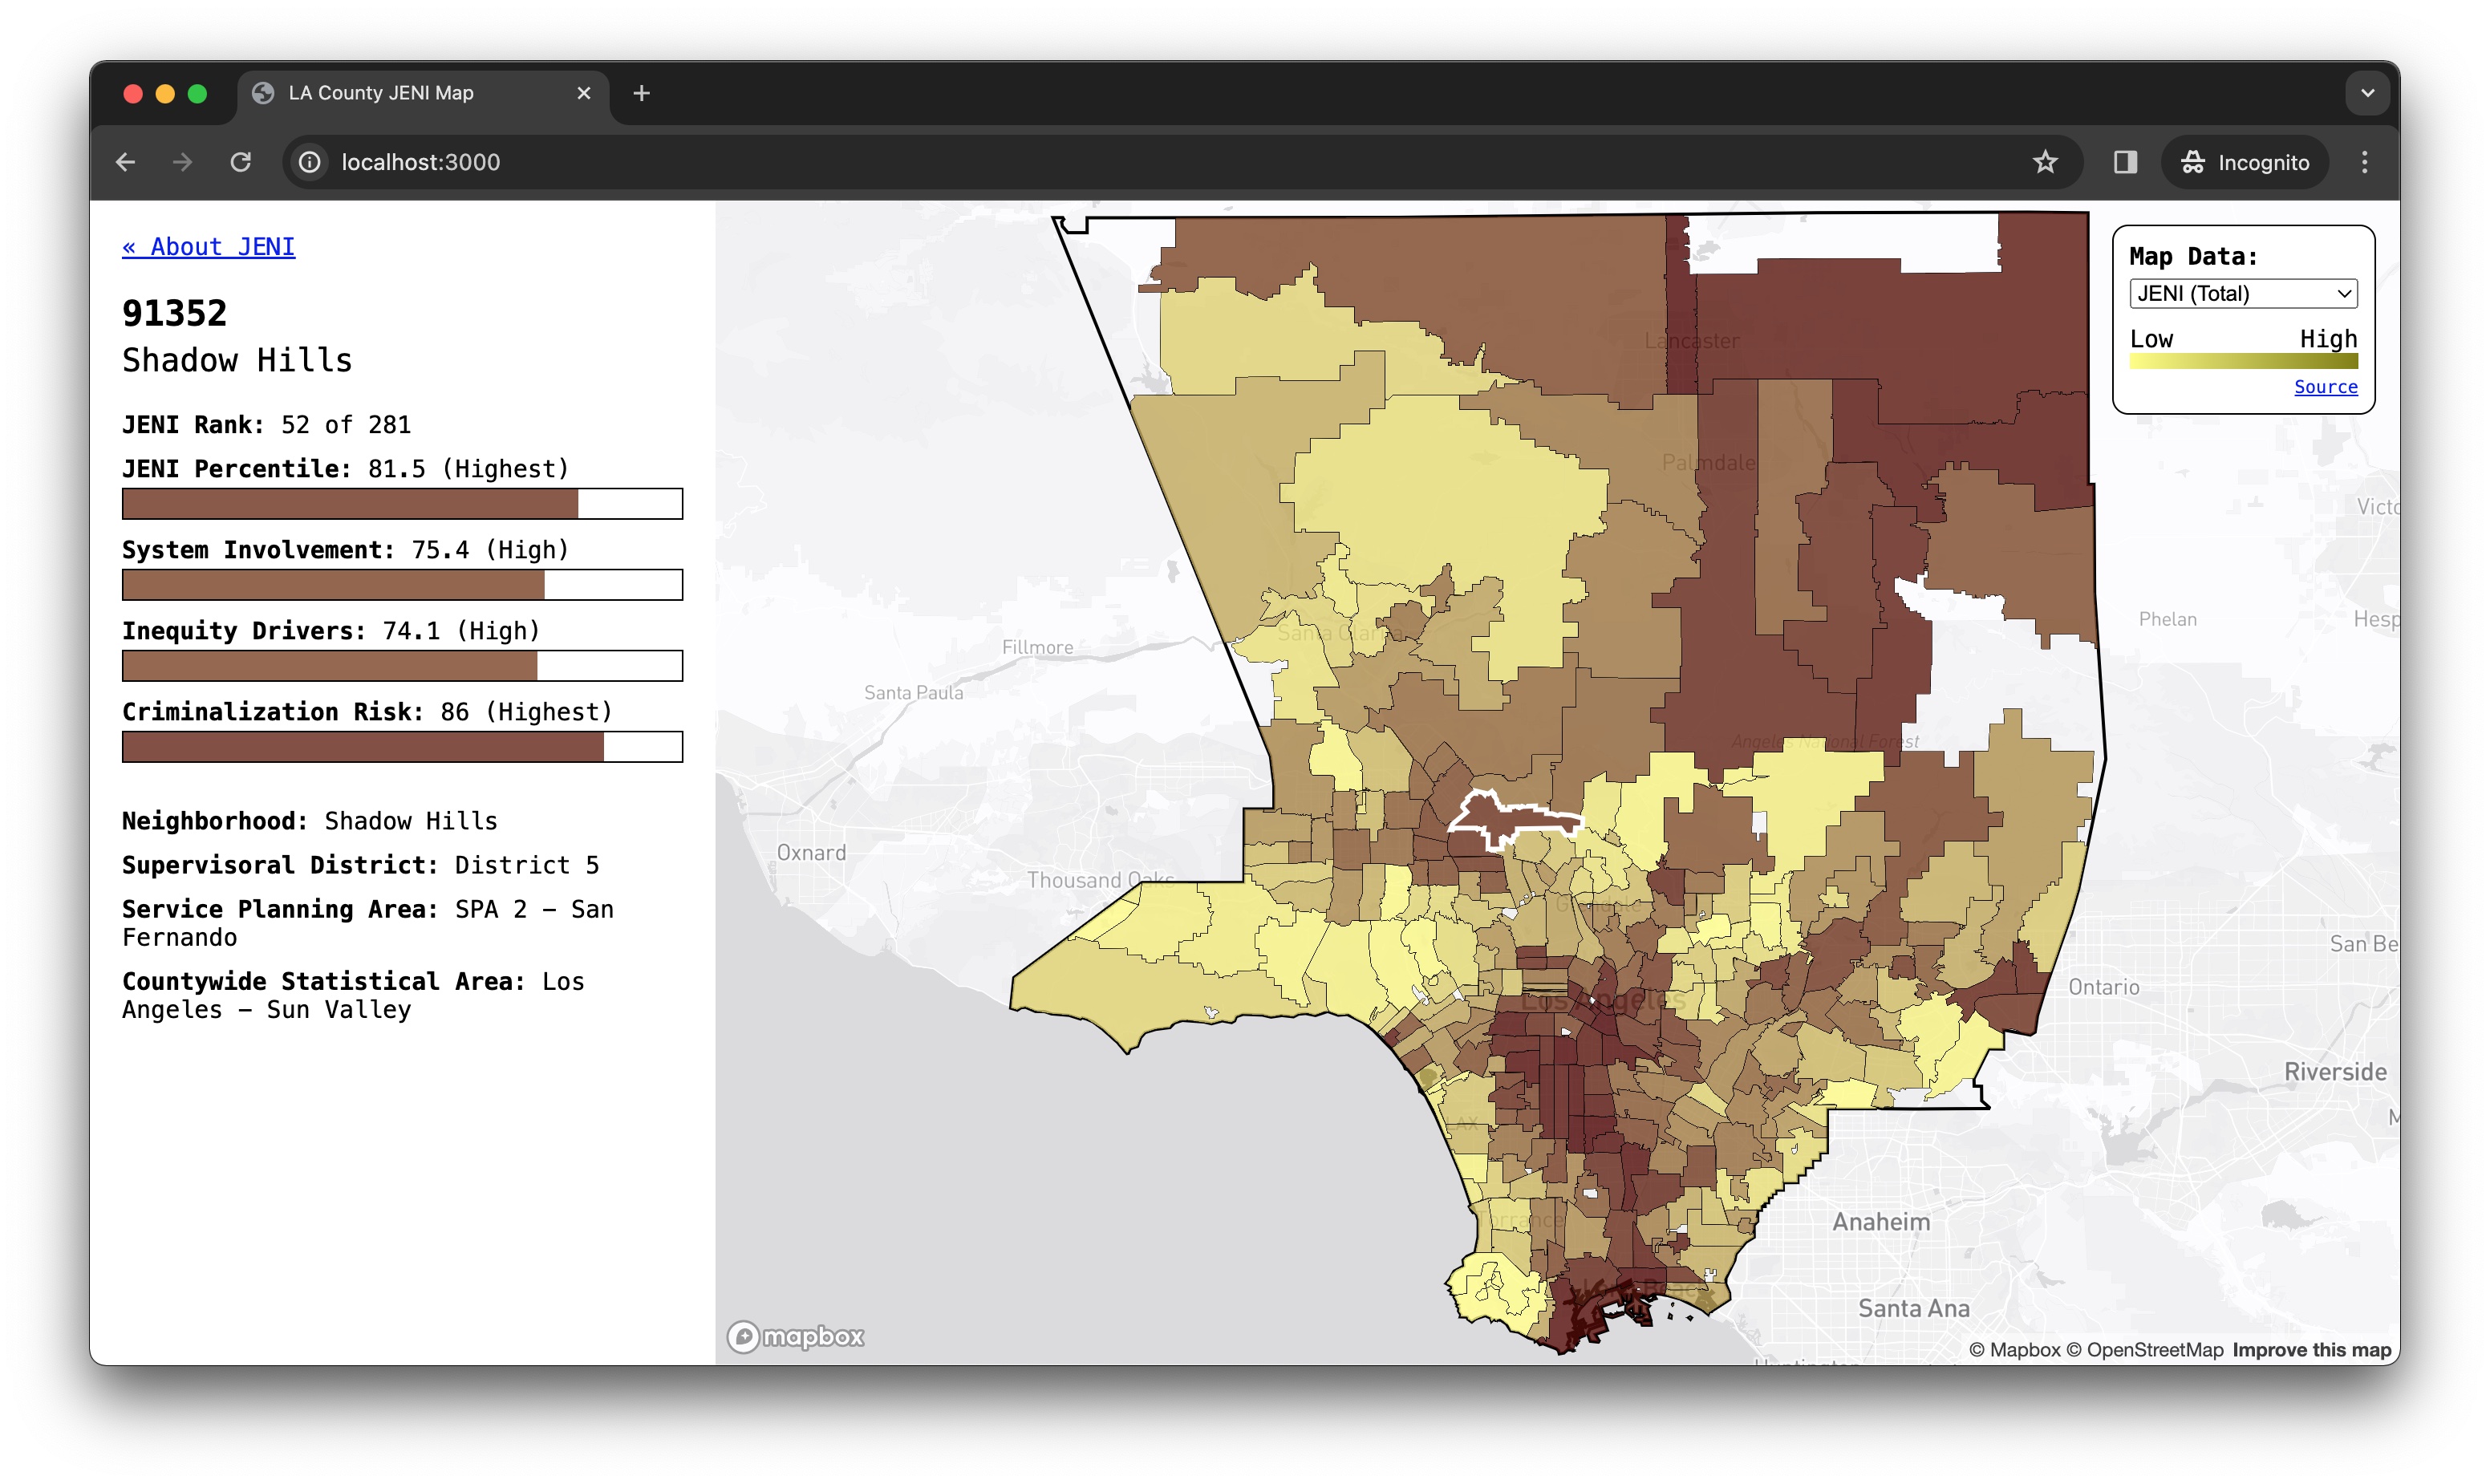 LA County JENI Map
localhost:3000
Incognito
« About JENI
91352
Shadow Hills
JENI Rank: 52 of 281
JENI Percentile: 81.5 (Highest)
System Involvement: 75.4 (High)
Inequity Drivers: 74.1 (High)
Criminalization Risk: 86 (Highest)
Neighborhood: Shadow Hills
Supervisoral District: District 5
Service Planning Area: SPA 2 – San
Fernando
Countywide Statistical Area: Los
Angeles – Sun Valley
Map Data:
JENI (Total)
Low High
Source
Lancaster
Palmdale
Victo
Phelan
Hesp
Santa Clarita
Fillmore
Santa Paula
Angeles National Forest
Oxnard
Thousand Oaks
Glendale
San Be
Ontario
Los Angeles
Riverside
M
LAX
Torrance
Anaheim
Long Beach
Santa Ana
mapbox
© Mapbox © OpenStreetMap Improve this map